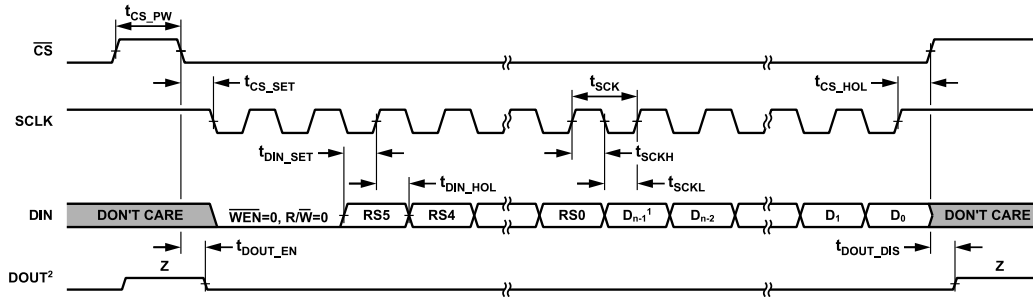 tCS_PW
CS
tCS_SET
tSCK
tCS_HOL
SCLK
tDIN_SET
tSCKH
tDIN_HOL
tSCKL
DIN
DON'T CARE
WEN=0, R/W=0
RS5
RS4
RS0
Dn-1¹
Dn-2
D1
D0
DON'T CARE
tDOUT_EN
tDOUT_DIS
DOUT²
Z
Z